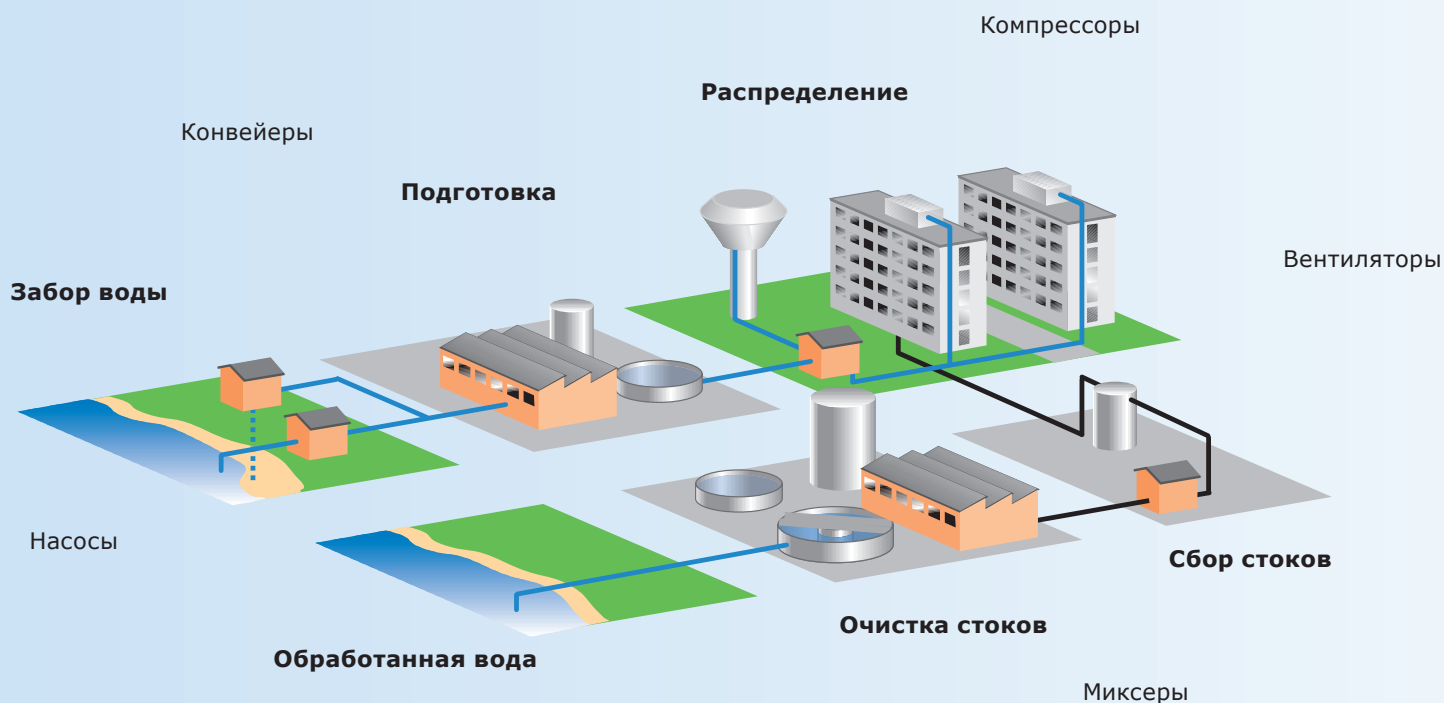 Компрессоры
Распределение
Конвейеры
Подготовка
Вентиляторы
Забор воды
Насосы
Сбор стоков
Очистка стоков
Обработанная вода
Миксеры